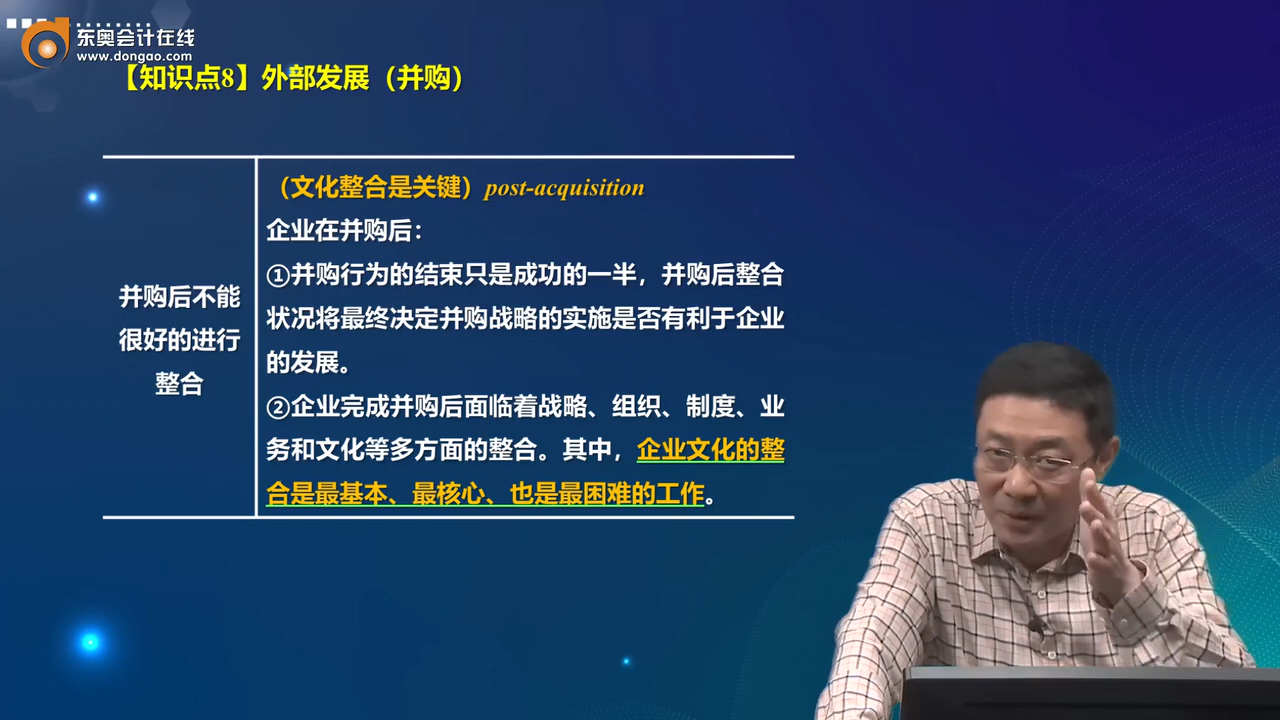 东奥会计在线
www.dongao.com
【知识点8】外部发展（并购）
并购后不能
很好的进行
整合
（文化整合是关键）post-acquisition
企业在并购后：
①并购行为的结束只是成功的一半，并购后整合
状况将最终决定并购战略的实施是否有利于企业
的发展。
②企业完成并购后面临着战略、组织、制度、业
务和文化等多方面的整合。其中，企业文化的整
合是最基本、最核心、也是最困难的工作。